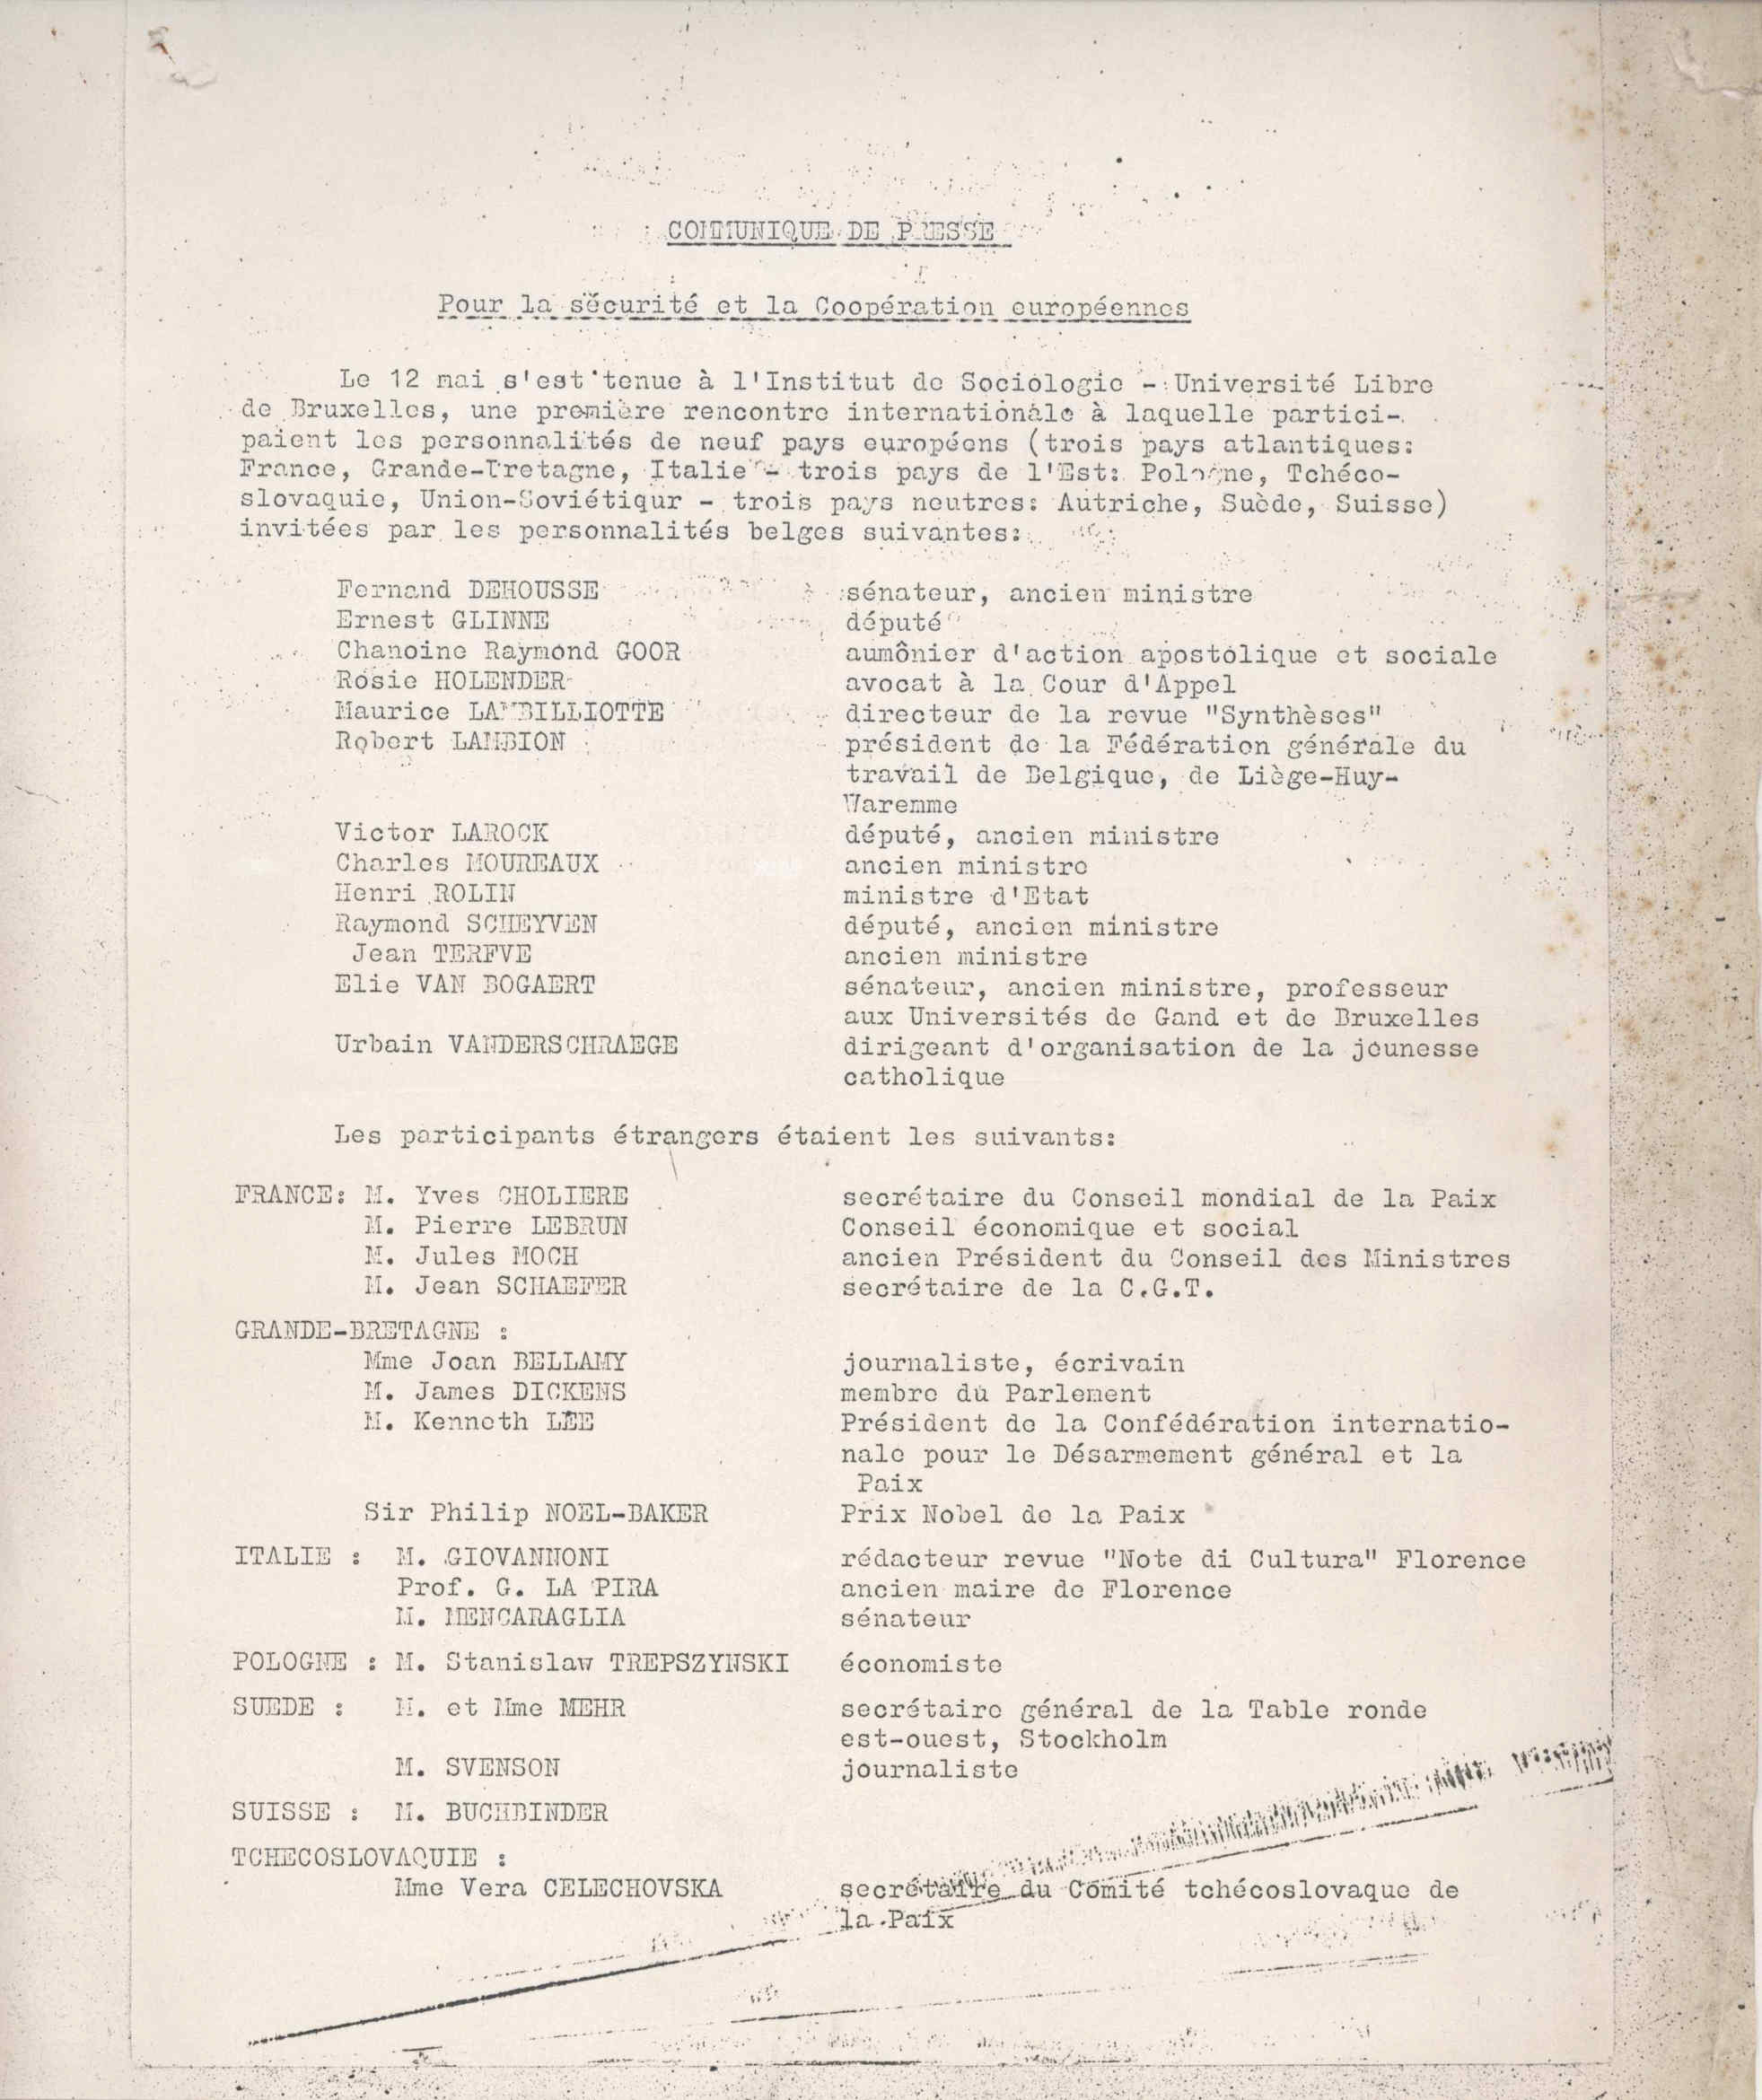 COMMUNIQUE DE PRESSE
Pour la sécurité et la Coopération européennes
Le 12 mai s'est tenue à l'Institut de Sociologie - Université Libre
de Bruxelles, une première rencontre internationale à laquelle partici-
paient les personnalités de neuf pays européens (trois pays atlantiques:
France, Grande-Bretagne, Italie - trois pays de l'Est: Pologne, Tchéco-
slovaquie, Union-Soviétiqur - trois pays neutres: Autriche, Suède, Suisse)
invitées par les personnalités belges suivantes:
Fernand DEHOUSSE sénateur, ancien ministre
Ernest GLINNE député
Chanoine Raymond GOOR aumônier d'action apostolique et sociale
Rosie HOLENDER avocat à la Cour d'Appel
Maurice LAMBILLIOTTE directeur de la revue "Synthèses"
Robert LAMBION président de la Fédération générale du
travail de Belgique, de Liège-Huy-
Waremme
Victor LAROCK député, ancien ministre
Charles MOUREAUX ancien ministre
Henri ROLIN ministre d'Etat
Raymond SCHEYVEN député, ancien ministre
Jean TERFVE ancien ministre
Elie VAN BOGAERT sénateur, ancien ministre, professeur
aux Universités de Gand et de Bruxelles
Urbain VANDERSCHRAEGE dirigeant d'organisation de la jeunesse
catholique
Les participants étrangers étaient les suivants:
FRANCE: M. Yves CHOLIERE secrétaire du Conseil mondial de la Paix
M. Pierre LEBRUN Conseil économique et social
M. Jules MOCH ancien Président du Conseil des Ministres
M. Jean SCHAEFER secrétaire de la C.G.T.
GRANDE-BRETAGNE :
Mme Joan BELLAMY journaliste, écrivain
M. James DICKENS membre du Parlement
M. Kenneth LEE Président de la Confédération internatio-
nale pour le Désarmement général et la
Paix
Sir Philip NOEL-BAKER Prix Nobel de la Paix
ITALIE : M. GIOVANNONI rédacteur revue "Note di Cultura" Florence
Prof. G. LA PIRA ancien maire de Florence
M. MENCARAGLIA sénateur
POLOGNE : M. Stanislaw TREPSZYNSKI économiste
SUEDE : M. et Mme MEHR secrétaire général de la Table ronde
est-ouest, Stockholm
M. SVENSON journaliste
SUISSE : M. BUCHBINDER
TCHECOSLOVAQUIE :
Mme Vera CELECHOVSKA secrétaire du Comité tchécoslovaque de
la Paix